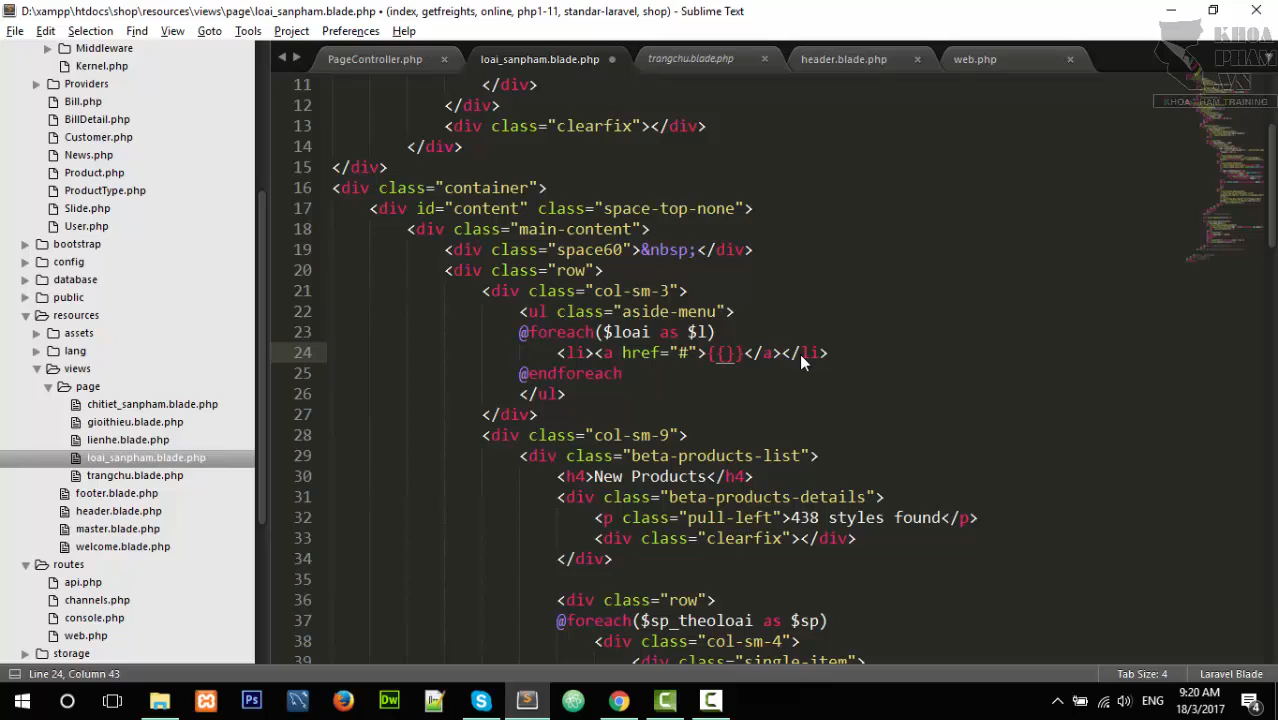 D:\xampp\htdocs\shop\resources\views\page\loai_sanpham.blade.php • (index, getfreights, online, php1-11, standar-laravel, shop) - Sublime Text
File Edit Selection Find View Goto Tools Project Preferences Help
KHOA
PHAM
KHOA PHAM TRAINING
PageController.php
loai_sanpham.blade.php
trangchu.blade.php
header.blade.php
web.php
Middleware
Kernel.php
Providers
Bill.php
BillDetail.php
Customer.php
News.php
Product.php
ProductType.php
Slide.php
User.php
bootstrap
config
database
public
resources
assets
lang
views
page
chitiet_sanpham.blade.php
gioithieu.blade.php
lienhe.blade.php
loai_sanpham.blade.php
trangchu.blade.php
footer.blade.php
header.blade.php
master.blade.php
welcome.blade.php
routes
api.php
channels.php
console.php
web.php
storage
11 </div>
12 </div>
13 <div class="clearfix"></div>
14 </div>
15 </div>
16 <div class="container">
17 <div id="content" class="space-top-none">
18 <div class="main-content">
19 <div class="space60">&nbsp;</div>
20 <div class="row">
21 <div class="col-sm-3">
22 <ul class="aside-menu">
23 @foreach($loai as $l)
24 <li><a href="#">{{}}</a></li>
25 @endforeach
26 </ul>
27 </div>
28 <div class="col-sm-9">
29 <div class="beta-products-list">
30 <h4>New Products</h4>
31 <div class="beta-products-details">
32 <p class="pull-left">438 styles found</p>
33 <div class="clearfix"></div>
34 </div>
35
36 <div class="row">
37 @foreach($sp_theoloai as $sp)
38 <div class="col-sm-4">
39 <div class="single-item">
Line 24, Column 43
Tab Size: 4
Laravel Blade
ENG
9:20 AM
18/3/2017
4